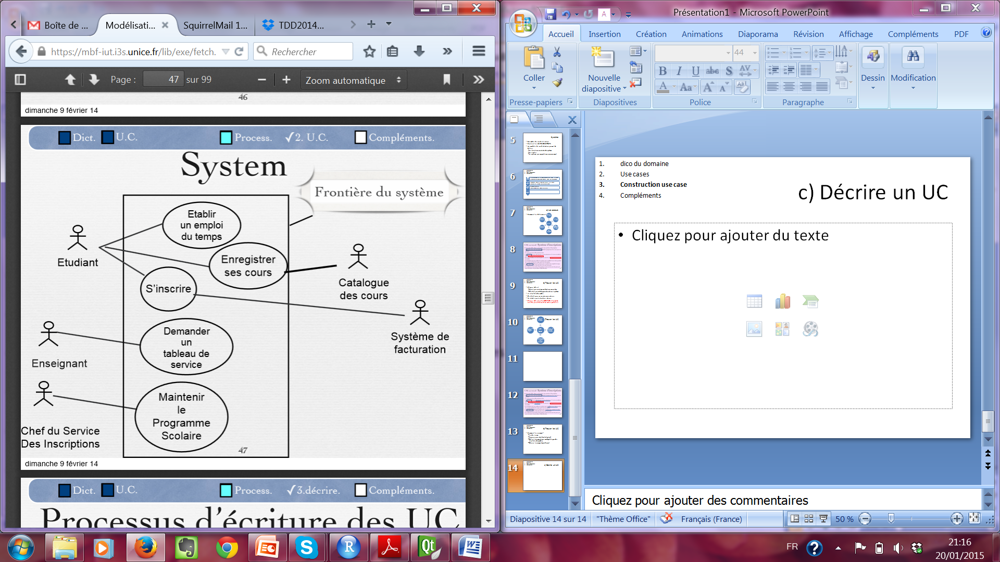 Boîte de ...
Modélisati...
SquirrelMail 1...
TDD2014...
https://mbf-iut.i3s.unice.fr/lib/exe/fetch.
Rechercher
Page :
47
sur 99
Zoom automatique
46
dimanche 9 février 14
Dict.
U.C.
Process.
✓2. U.C.
Compléments.
System
Frontière du système
Etablir
un emploi
du temps
Etudiant
Enregistrer
ses cours
S'inscrire
Catalogue
des cours
Système de
facturation
Demander
un
tableau de
service
Enseignant
Maintenir
le
Programme
Scolaire
Chef du Service
Des Inscriptions
47
dimanche 9 février 14
Dict.
U.C.
Process.
✓3.décrire.
Compléments.
Processus d'écriture des UC
Présentation1 - Microsoft PowerPoint
Accueil
Insertion
Création
Animations
Diaporama
Révision
Affichage
Compléments
PDF
Coller
Nouvelle
diapositive
44
Dessin
Modification
Presse-papiers
Diapositives
Police
Paragraphe
5
6
7
8
9
10
11
12
13
14
1. dico du domaine
2. Use cases
3. Construction use case
4. Compléments
c) Décrire un UC
• Cliquez pour ajouter du texte
Cliquez pour ajouter des commentaires
Diapositive 14 sur 14
"Thème Office"
Français (France)
50 %
FR
21:16
20/01/2015